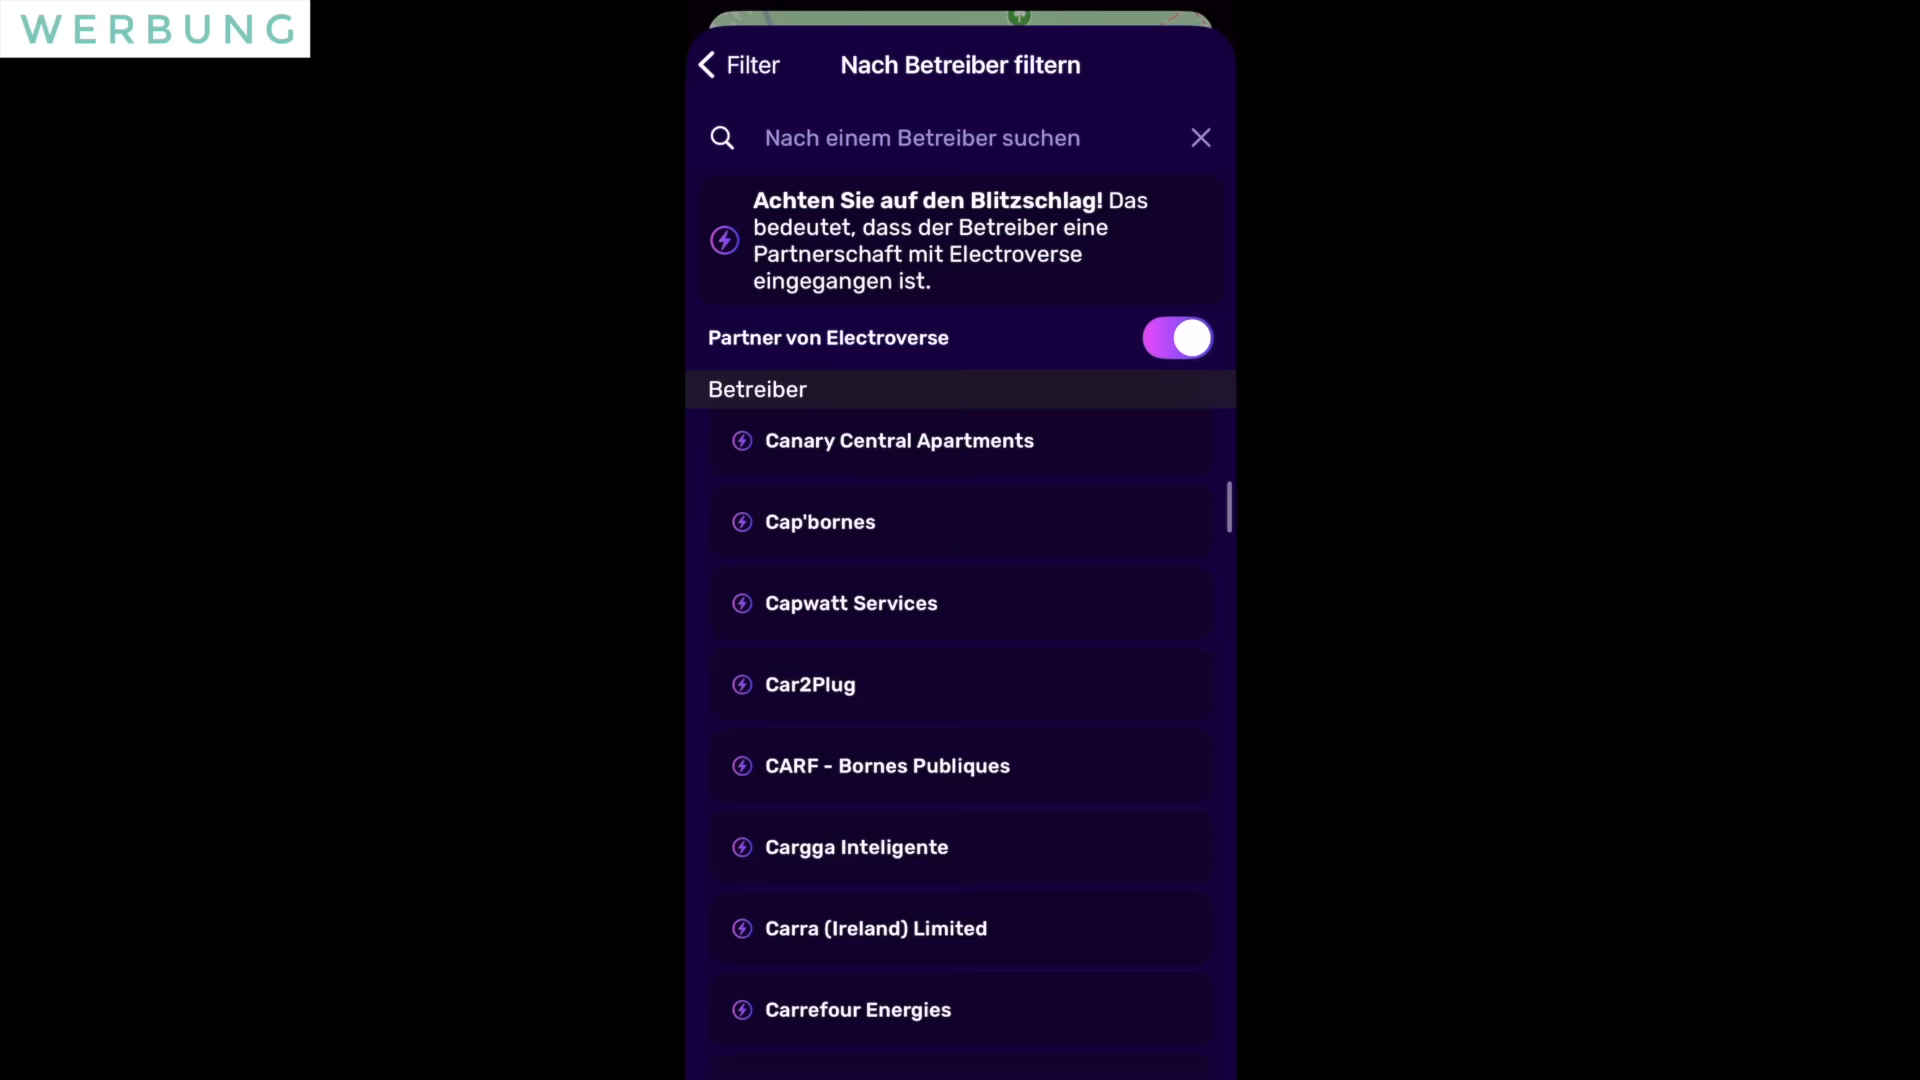 WERBUNG
Filter
Nach Betreiber filtern
Nach einem Betreiber suchen
Achten Sie auf den Blitzschlag! Das
bedeutet, dass der Betreiber eine
Partnerschaft mit Electroverse
eingegangen ist.
Partner von Electroverse
Betreiber
Canary Central Apartments
Cap'bornes
Capwatt Services
Car2Plug
CARF - Bornes Publiques
Cargga Inteligente
Carra (Ireland) Limited
Carrefour Energies